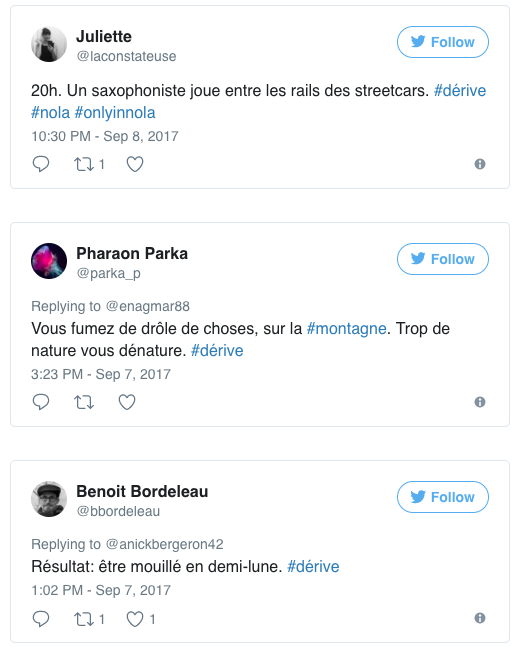 Juliette
@laconstateuse
Follow
20h. Un saxophoniste joue entre les rails des streetcars. #dérive
#nola #onlyinnola
10:30 PM - Sep 8, 2017
1
Pharaon Parka
@parka_p
Follow
Replying to @enagmar88
Vous fumez de drôle de choses, sur la #montagne. Trop de
nature vous dénature. #dérive
3:23 PM - Sep 7, 2017
Benoit Bordeleau
@bbordeleau
Follow
Replying to @anickbergeron42
Résultat: être mouillé en demi-lune. #dérive
1:02 PM - Sep 7, 2017
1 1